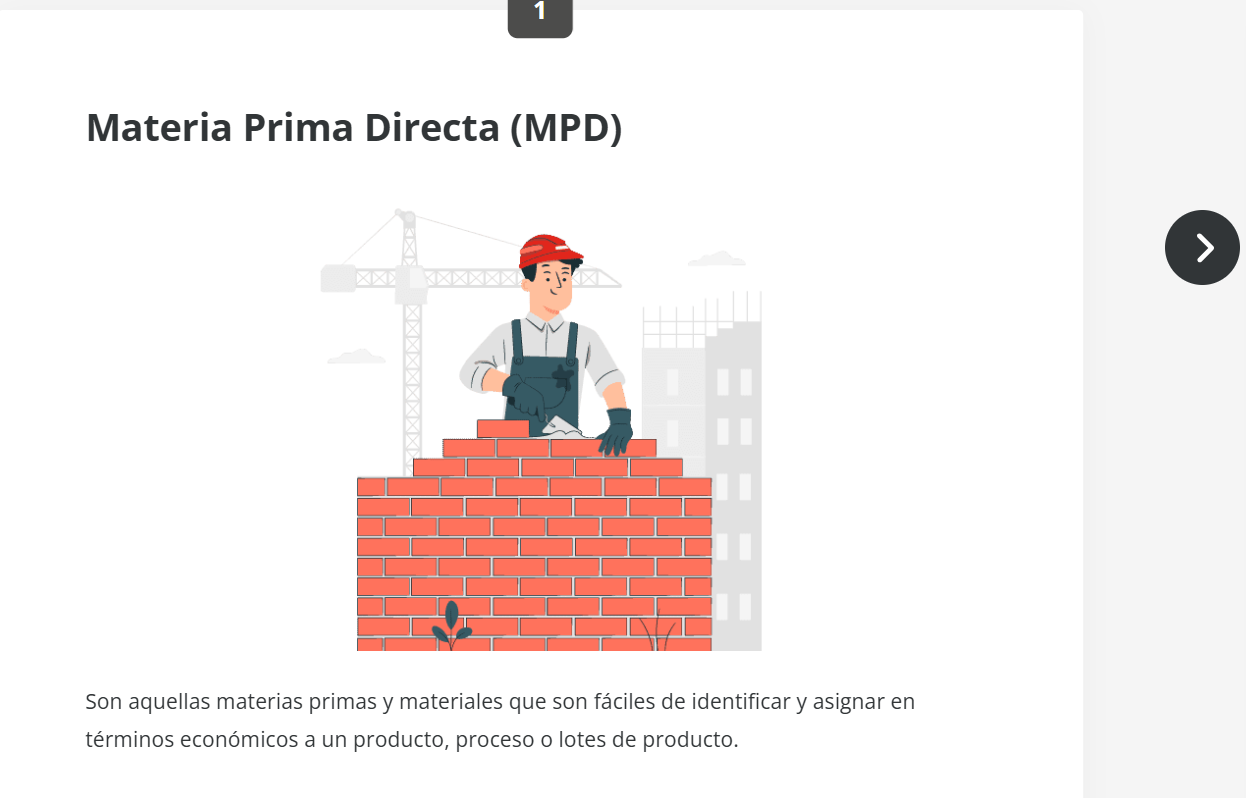 1
Materia Prima Directa (MPD)
Son aquellas materias primas y materiales que son fáciles de identificar y asignar en
términos económicos a un producto, proceso o lotes de producto.